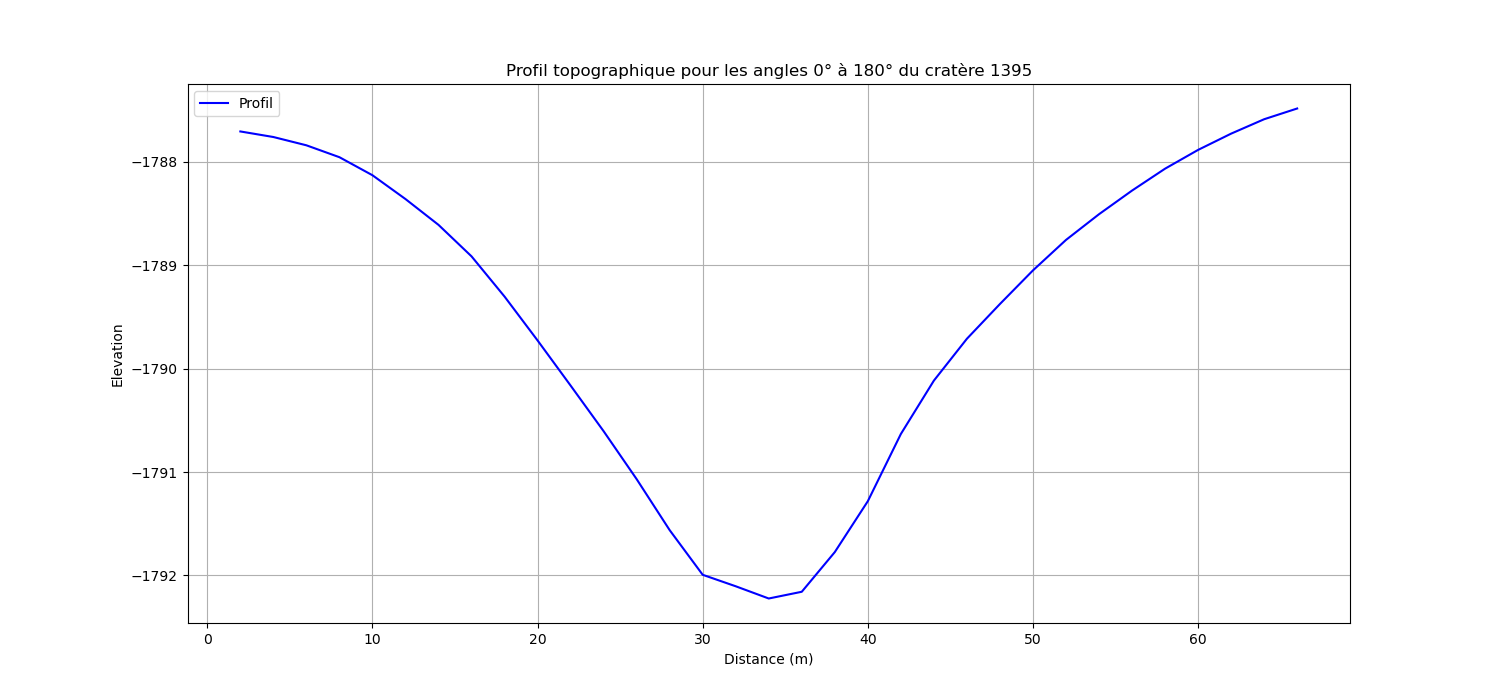 Profil topographique pour les angles 0° à 180° du cratère 1395
Profil
−1788
−1789
−1790
−1791
−1792
Elevation
0 10 20 30 40 50 60
Distance (m)